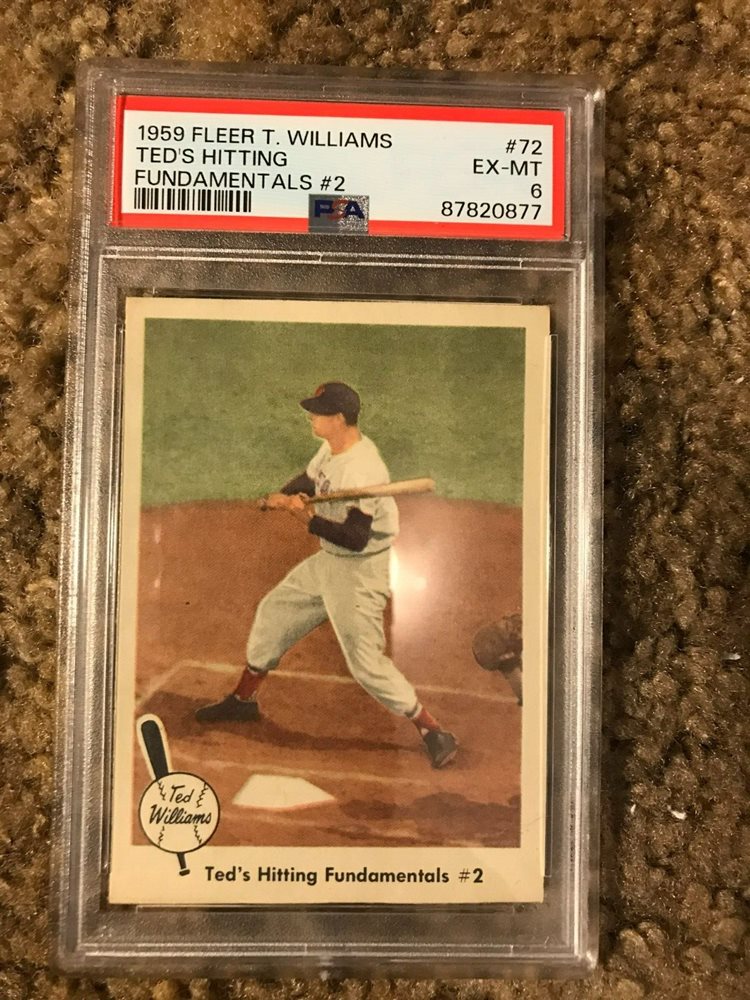 1959 FLEER T. WILLIAMS #72
TED'S HITTING EX-MT
FUNDAMENTALS #2 6
PSA 87820877
Ted
Williams
Ted's Hitting Fundamentals #2